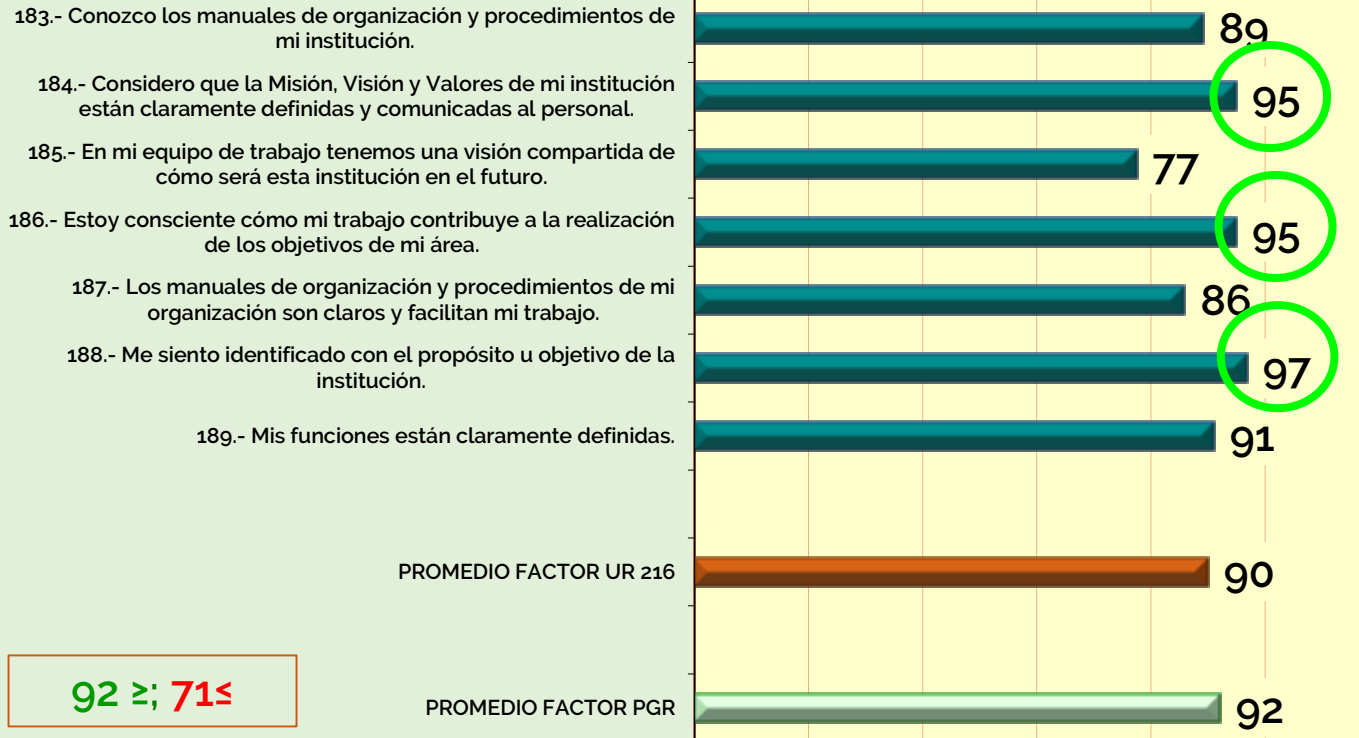 183.- Conozco los manuales de organización y procedimientos de
mi institución.
89
184.- Considero que la Misión, Visión y Valores de mi institución
están claramente definidas y comunicadas al personal.
95
185.- En mi equipo de trabajo tenemos una visión compartida de
cómo será esta institución en el futuro.
77
186.- Estoy consciente cómo mi trabajo contribuye a la realización
de los objetivos de mi área.
95
187.- Los manuales de organización y procedimientos de mi
organización son claros y facilitan mi trabajo.
86
188.- Me siento identificado con el propósito u objetivo de la
institución.
97
189.- Mis funciones están claramente definidas.
91
PROMEDIO FACTOR UR 216
90
92 ≥; 71≤
PROMEDIO FACTOR PGR
92